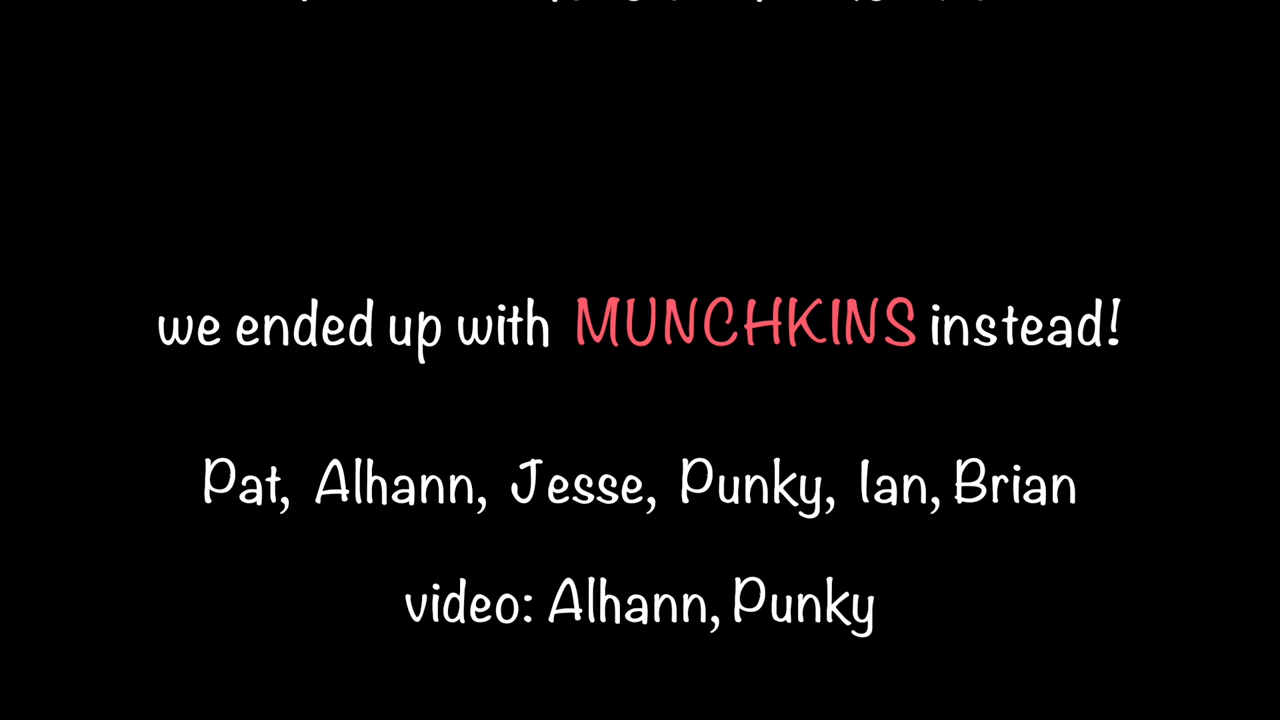 we ended up with MUNCHKINS instead!
Pat, Alhann, Jesse, Punky, Ian, Brian
video: Alhann, Punky